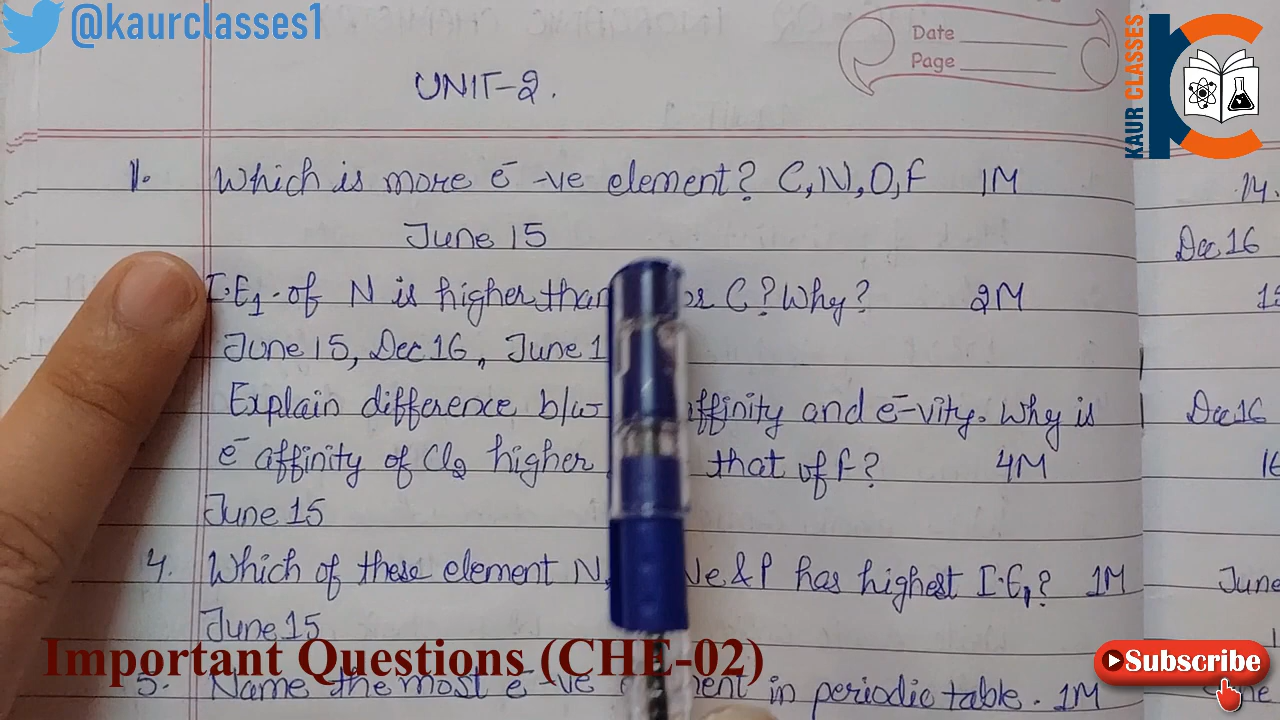 @kaurclasses1
Date
Page
KAUR CLASSES
UNIT-2.
1. Which is more e⁻ -ve element? C,N,O,F 1M
June 15
I.E₁ of N is higher than or C? Why? 2M
June 15, Dec 16, June 1
Explain difference b/w affinity and e⁻-vity. Why is
e⁻ affinity of Cl₂ higher that of F? 4M
June 15
4. Which of these element N, Ne & P has highest I.E₁? 1M
June 15
Important Questions (CHE-02)
5. Name the most e⁻ -ve element in periodic table. 1M
14.
Dec 16
Dec 16
16
June
Subscribe